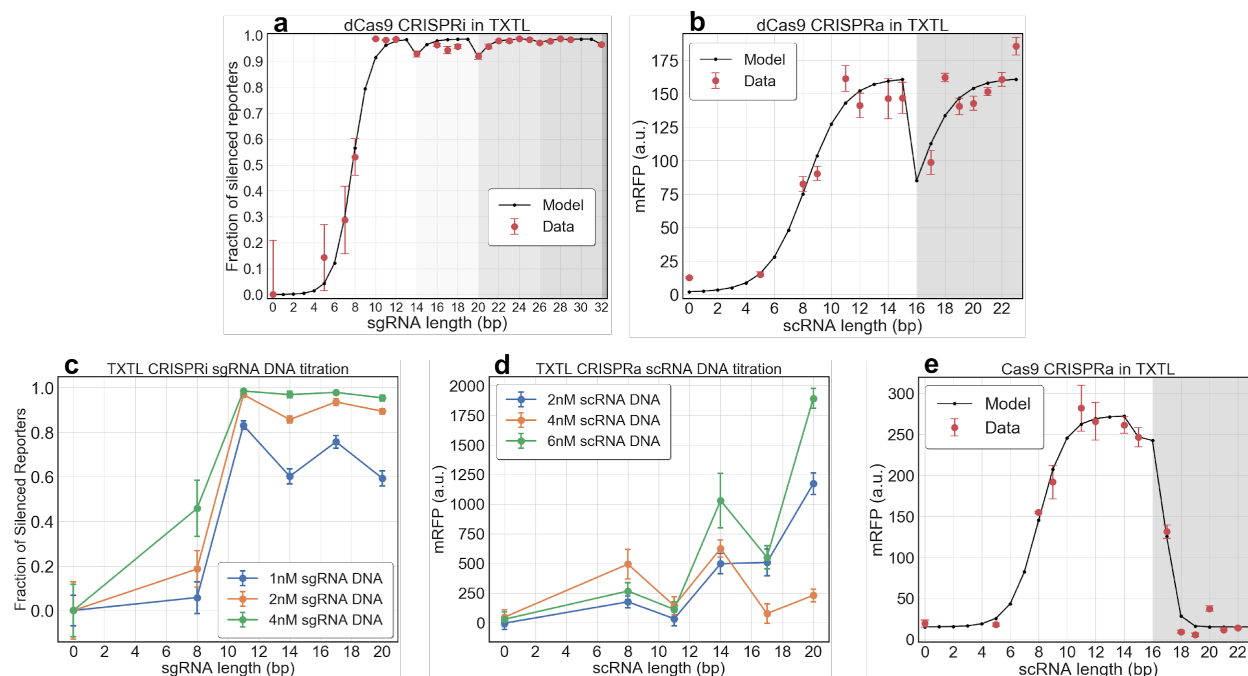 a
dCas9 CRISPRi in TXTL
Fraction of silenced reporters
1.0
0.9
0.8
0.7
0.6
0.5
0.4
0.3
0.2
0.1
0.0
Model
Data
0 2 4 6 8 10 12 14 16 18 20 22 24 26 28 30 32
sgRNA length (bp)
b
dCas9 CRISPRa in TXTL
mRFP (a.u.)
175
150
125
100
75
50
25
0
Model
Data
0 2 4 6 8 10 12 14 16 18 20 22
scRNA length (bp)
c
TXTL CRISPRi sgRNA DNA titration
Fraction of Silenced Reporters
1.0
0.8
0.6
0.4
0.2
0.0
1nM sgRNA DNA
2nM sgRNA DNA
4nM sgRNA DNA
0 2 4 6 8 10 12 14 16 18 20
sgRNA length (bp)
d
TXTL CRISPRa scRNA DNA titration
mRFP (a.u.)
2000
1750
1500
1250
1000
750
500
250
0
2nM scRNA DNA
4nM scRNA DNA
6nM scRNA DNA
0 2 4 6 8 10 12 14 16 18 20
scRNA length (bp)
e
Cas9 CRISPRa in TXTL
mRFP (a.u.)
300
250
200
150
100
50
0
Model
Data
0 2 4 6 8 10 12 14 16 18 20 22
scRNA length (bp)